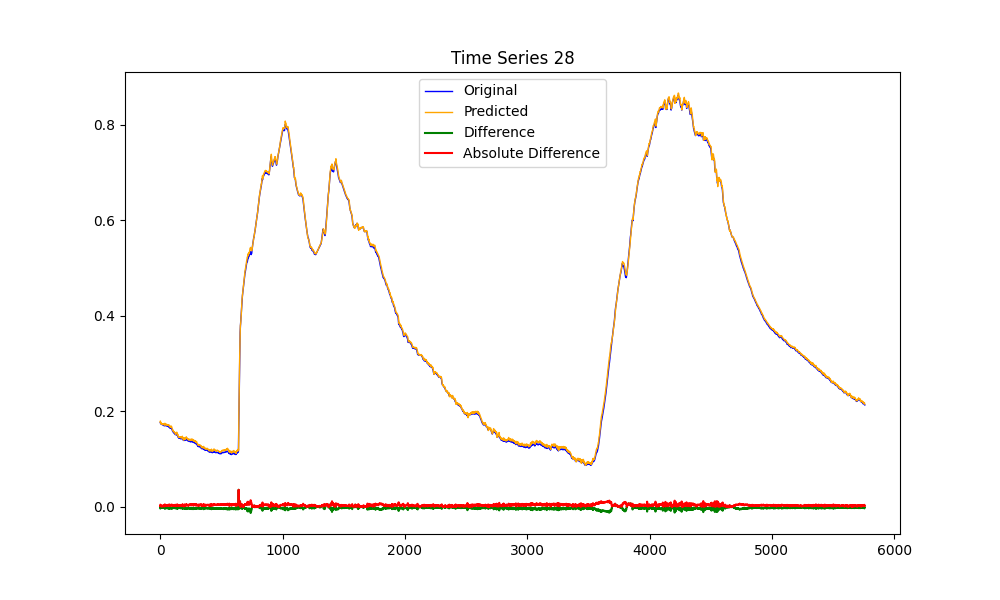 Time Series 28
Original
Predicted
Difference
Absolute Difference
0.8
0.6
0.4
0.2
0.0
0 1000 2000 3000 4000 5000 6000